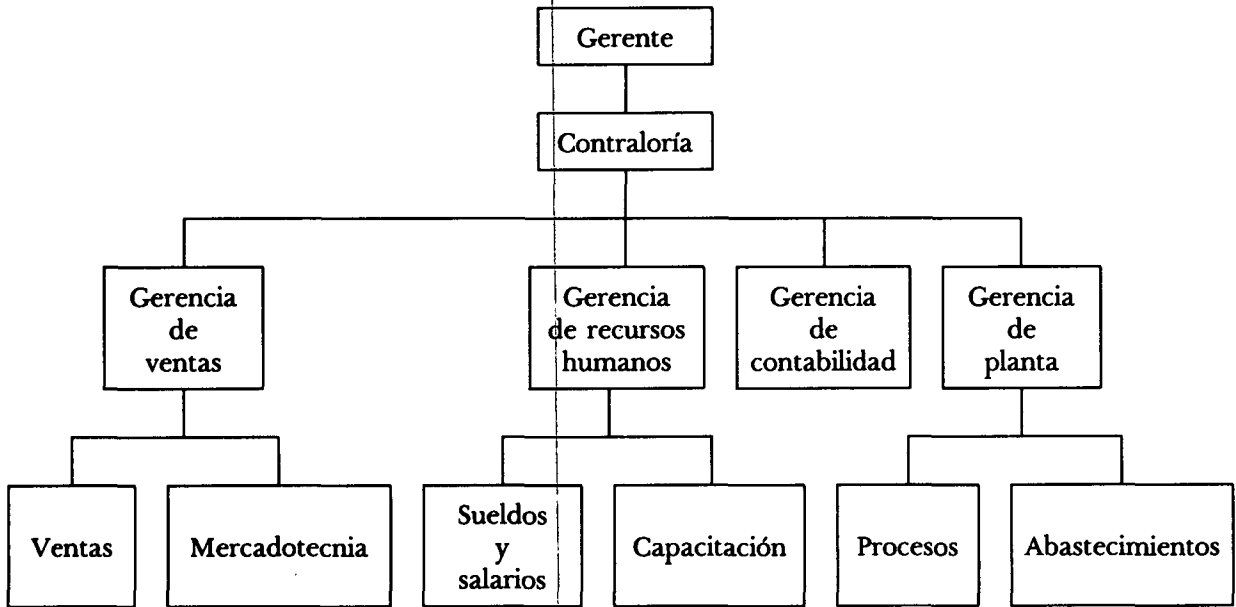 Gerente
Contraloría
Gerencia
de
ventas
Gerencia
de recursos
humanos
Gerencia
de
contabilidad
Gerencia
de
planta
Ventas
Mercadotecnia
Sueldos
y
salarios
Capacitación
Procesos
Abastecimientos